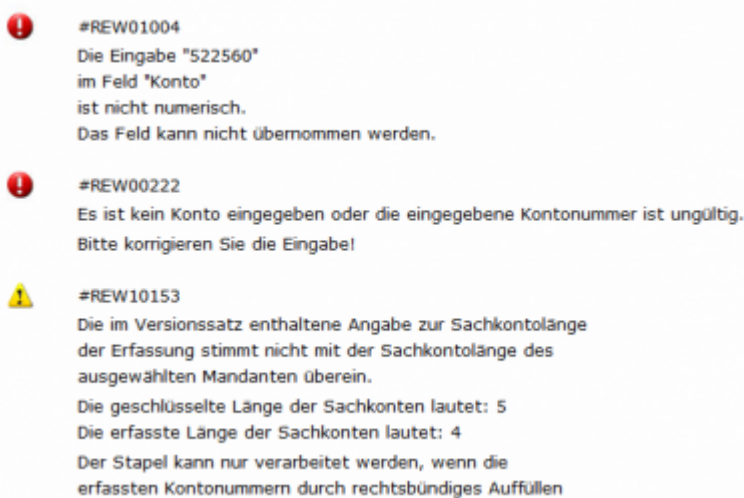 #REW01004
Die Eingabe "522560"
im Feld "Konto"
ist nicht numerisch.
Das Feld kann nicht übernommen werden.
#REW00222
Es ist kein Konto eingegeben oder die eingegebene Kontonummer ist ungültig.
Bitte korrigieren Sie die Eingabe!
#REW10153
Die im Versionssatz enthaltene Angabe zur Sachkontolänge
der Erfassung stimmt nicht mit der Sachkontolänge des
ausgewählten Mandanten überein.
Die geschlüsselte Länge der Sachkonten lautet: 5
Die erfasste Länge der Sachkonten lautet: 4
Der Stapel kann nur verarbeitet werden, wenn die
erfassten Kontonummern durch rechtsbündiges Auffüllen